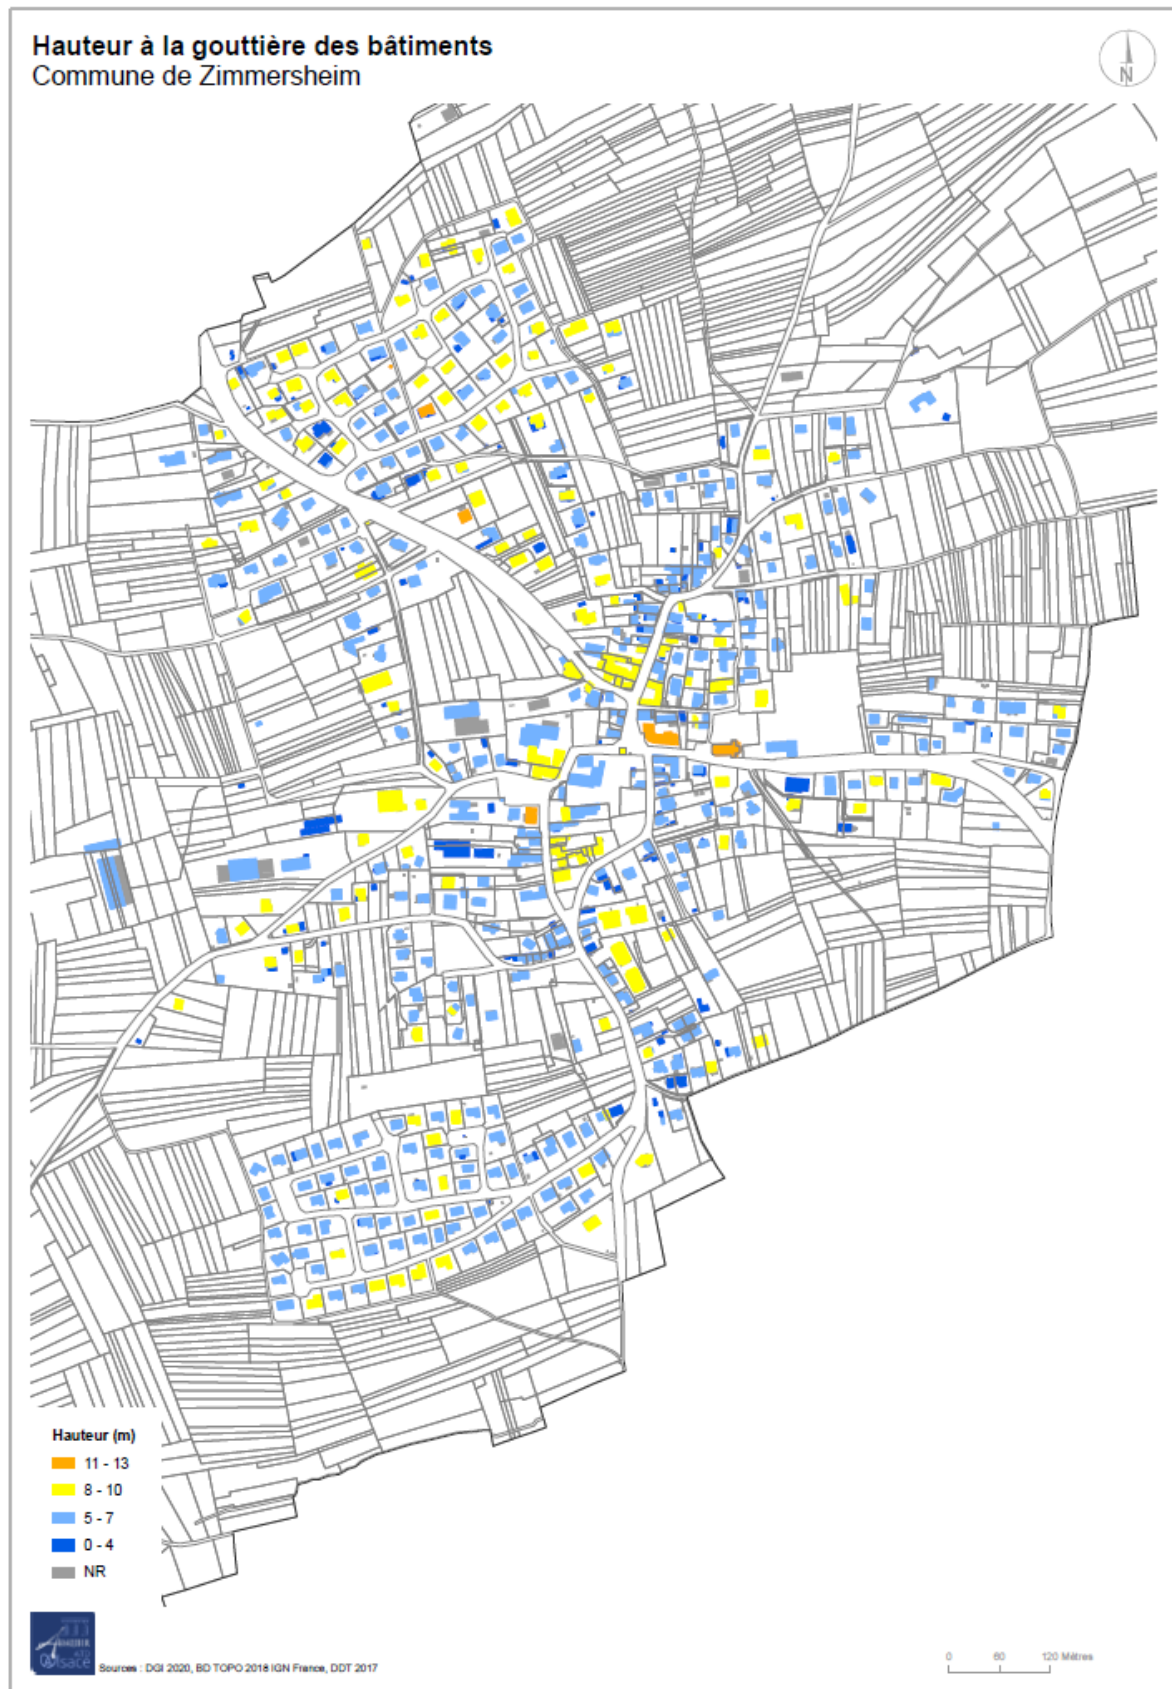 Hauteur à la gouttière des bâtiments
Commune de Zimmersheim
N
Hauteur (m)
11 - 13
8 - 10
5 - 7
0 - 4
NR
Sources : DGI 2020, BD TOPO 2018 IGN France, DDT 2017
0 60 120 Mètres